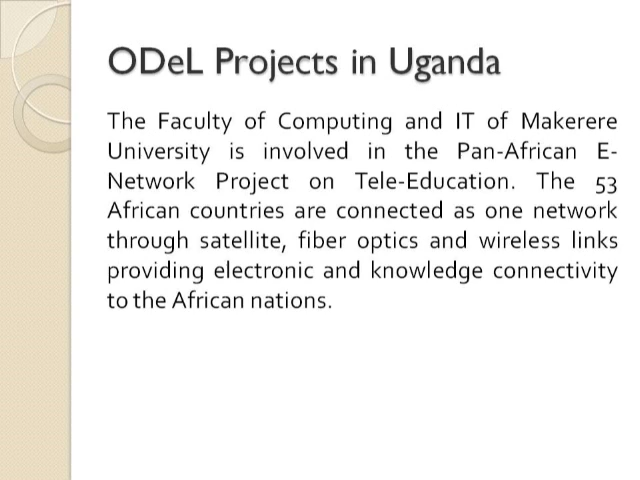 ODeL Projects in Uganda
The Faculty of Computing and IT of Makerere
University is involved in the Pan-African E-
Network Project on Tele-Education. The 53
African countries are connected as one network
through satellite, fiber optics and wireless links
providing electronic and knowledge connectivity
to the African nations.